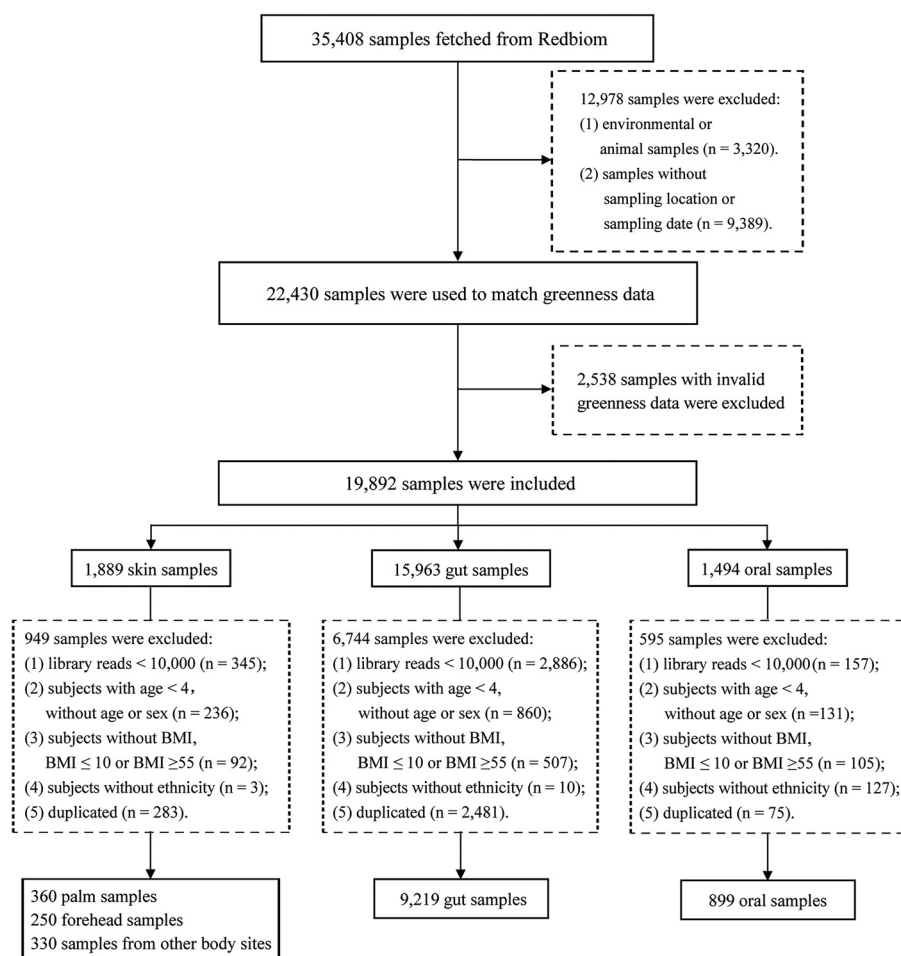 35,408 samples fetched from Redbiom
12,978 samples were excluded:
(1) environmental or
animal samples (n = 3,320).
(2) samples without
sampling location or
sampling date (n = 9,389).
22,430 samples were used to match greenness data
2,538 samples with invalid
greenness data were excluded
19,892 samples were included
1,889 skin samples
15,963 gut samples
1,494 oral samples
949 samples were excluded:
(1) library reads < 10,000 (n = 345);
(2) subjects with age < 4,
without age or sex (n = 236);
(3) subjects without BMI,
BMI ≤ 10 or BMI ≥55 (n = 92);
(4) subjects without ethnicity (n = 3);
(5) duplicated (n = 283).
6,744 samples were excluded:
(1) library reads < 10,000 (n = 2,886);
(2) subjects with age < 4,
without age or sex (n = 860);
(3) subjects without BMI,
BMI ≤ 10 or BMI ≥55 (n = 507);
(4) subjects without ethnicity (n = 10);
(5) duplicated (n = 2,481).
595 samples were excluded:
(1) library reads < 10,000 (n = 157);
(2) subjects with age < 4,
without age or sex (n =131);
(3) subjects without BMI,
BMI ≤ 10 or BMI ≥55 (n = 105);
(4) subjects without ethnicity (n = 127);
(5) duplicated (n = 75).
360 palm samples
250 forehead samples
330 samples from other body sites
9,219 gut samples
899 oral samples